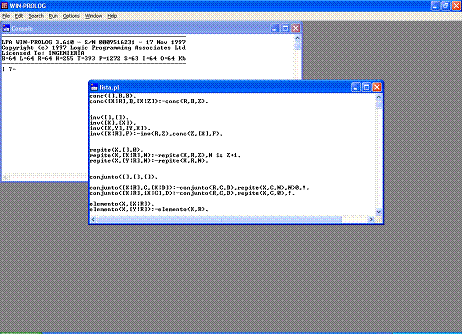 WIN-PROLOG
File Edit Search Run Options Window Help
Console
LPA WIN-PROLOG 3.610 - S/N 0009516231 - 17 Nov 1997
Copyright (c) 1997 Logic Programming Associates Ltd
Licensed To: INGENIERIA
B=64 L=64 R=64 H=255 T=393 P=1272 S=63 I=64 O=64 Kb
| ?-
lista.pl
conc([],B,B).
conc([X|R],B,[X|Z]):-conc(R,B,Z).
inv([],[]).
inv([X],[X]).
inv([X,Y],[Y,X]).
inv([X|R],P):-inv(R,Z),conc(Z,[X],P).
repite(X,[],0).
repite(X,[X|R],N):-repite(X,R,Z),N is Z+1.
repite(X,[Y|R],N):-repite(X,R,N).
conjunto([],[],[]).
conjunto([X|R],C,[X|D]):-conjunto(R,C,D),repite(X,C,N),N>0,!.
conjunto([X|R],[X|C],D):-conjunto(R,C,D),repite(X,C,0),!.
elemento(X,[X|R]).
elemento(X,[Y|R]):-elemento(X,R).